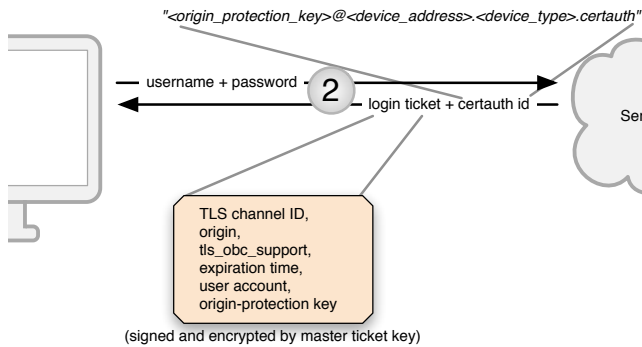 "<origin_protection_key>@<device_address>.<device_type>.certauth"
username + password
2
login ticket + certauth id
Ser
TLS channel ID,
origin,
tls_obc_support,
expiration time,
user account,
origin-protection key
(signed and encrypted by master ticket key)